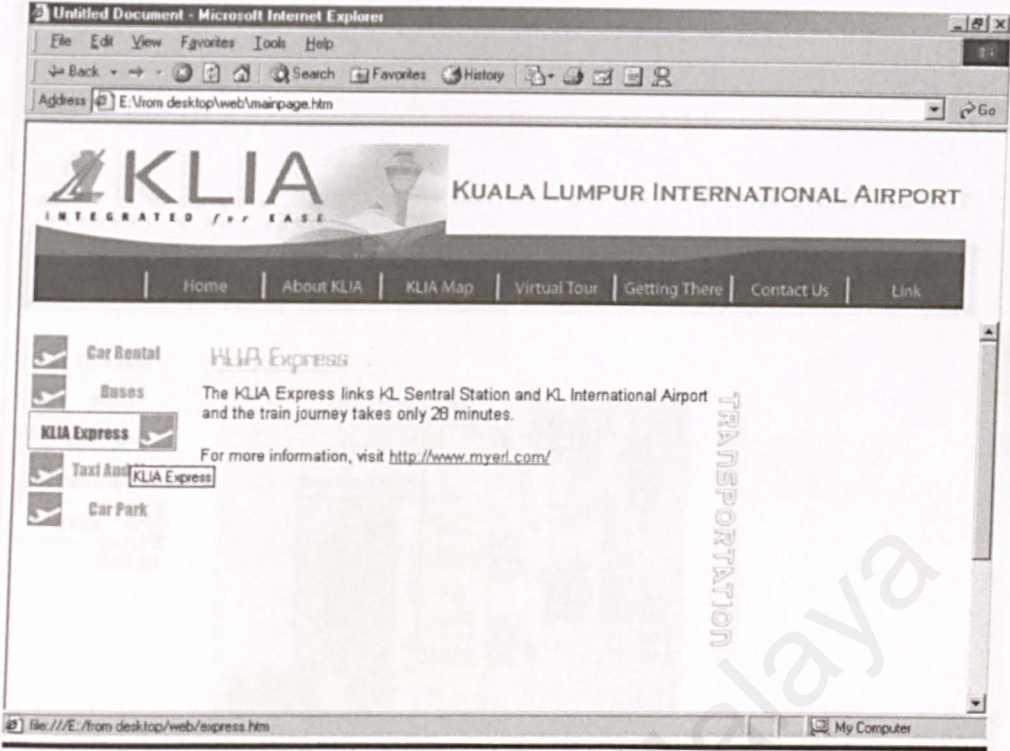 Untitled Document - Microsoft Internet Explorer
File Edit View Favorites Tools Help
Back Search Favorites History
Address E:\from desktop\web\mainpage.htm Go
KLIA
INTEGRATED for EASE
KUALA LUMPUR INTERNATIONAL AIRPORT
Home About KLIA KLIA Map Virtual Tour Getting There Contact Us Link
Car Rental
Buses
KLIA Express
Taxi And
KLIA Express
Car Park
KLIA Express
The KLIA Express links KL Sentral Station and KL International Airport
and the train journey takes only 28 minutes.
For more information, visit http://www.myerl.com/
TRANSPORTATION
file:///E:/from desktop/web/express.htm My Computer
alaya